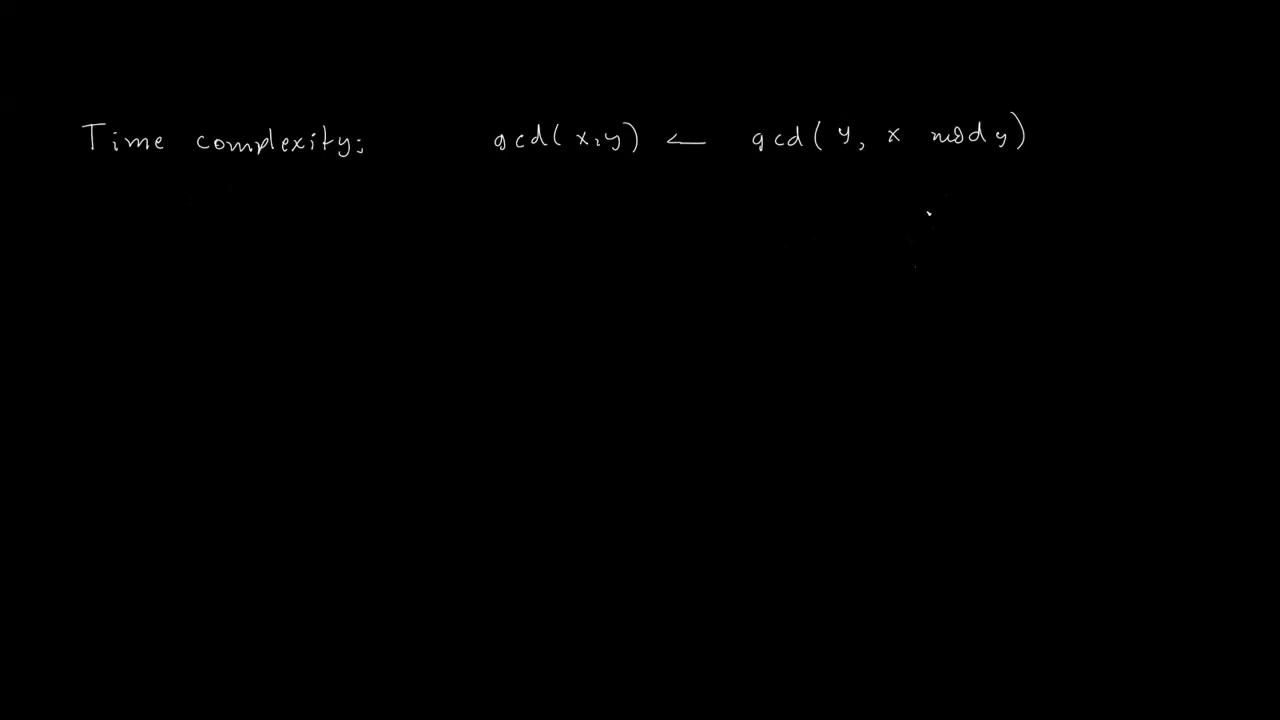 Time complexity: gcd(x,y) ← gcd(y, x mod y)